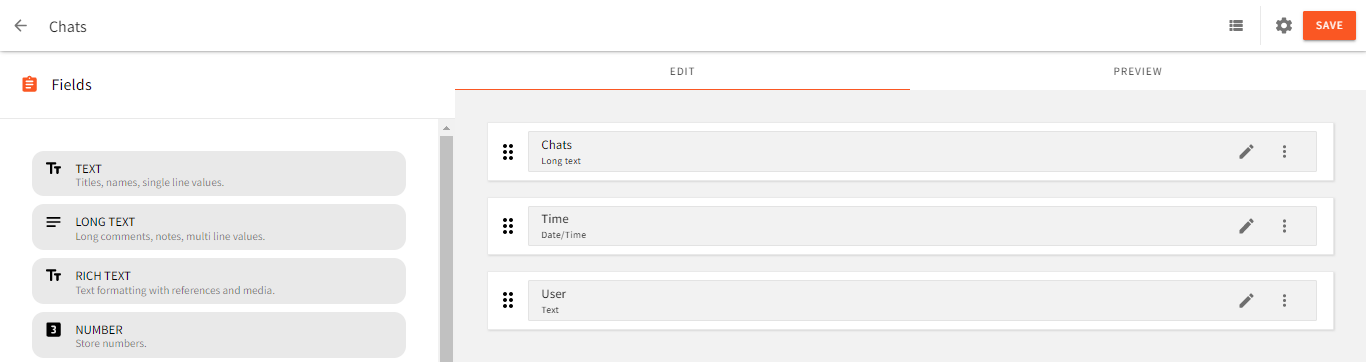 Chats
SAVE
Fields
EDIT
PREVIEW
TEXT
Titles, names, single line values.
LONG TEXT
Long comments, notes, multi line values.
RICH TEXT
Text formatting with references and media.
3 NUMBER
Store numbers.
Chats
Long text
Time
Date/Time
User
Text